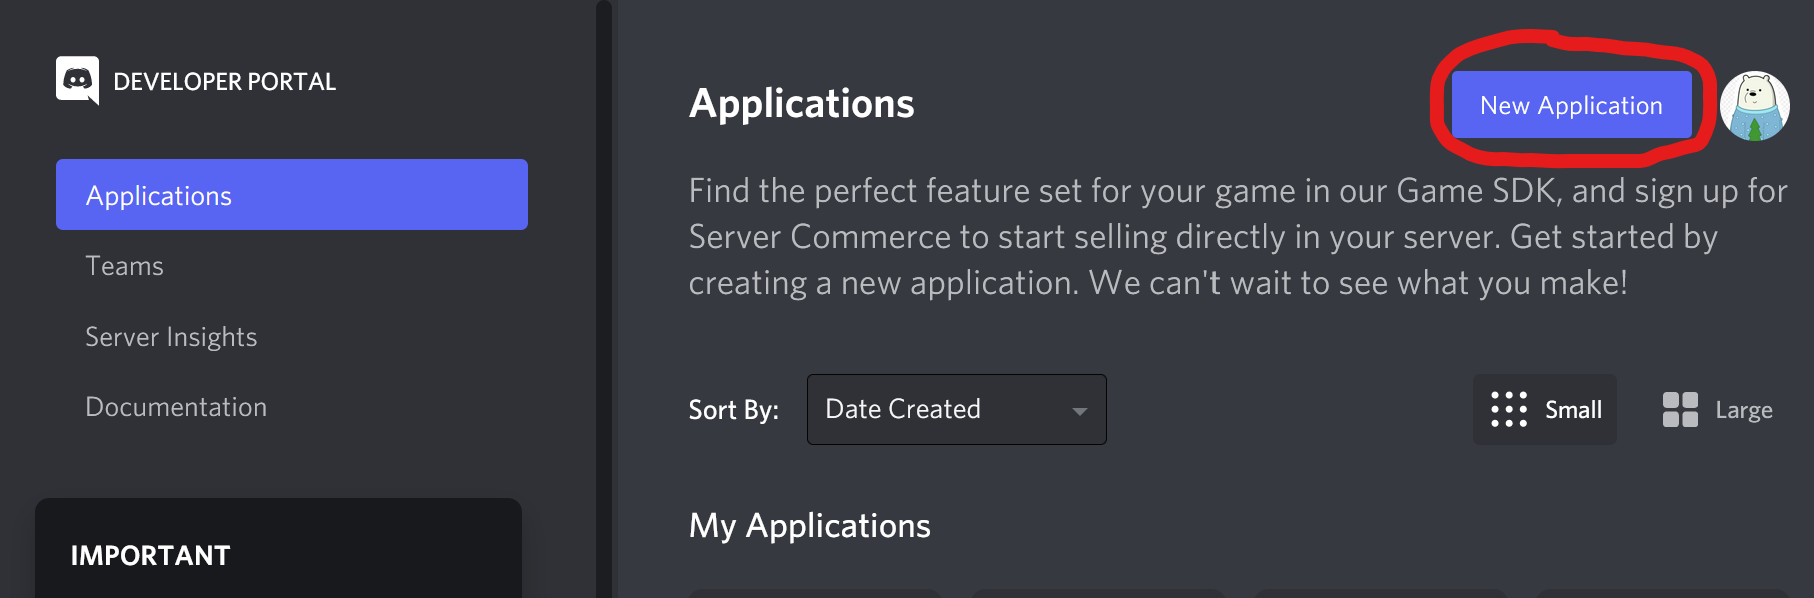 DEVELOPER PORTAL
Applications
Teams
Server Insights
Documentation
IMPORTANT
Applications
New Application
Find the perfect feature set for your game in our Game SDK, and sign up for
Server Commerce to start selling directly in your server. Get started by
creating a new application. We can't wait to see what you make!
Sort By:
Date Created
Small
Large
My Applications